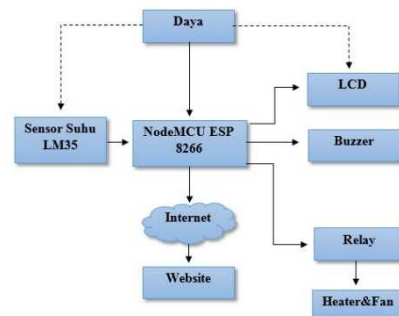 Daya
LCD
Sensor Suhu
LM35
NodeMCU ESP
8266
Buzzer
Internet
Relay
Website
Heater&Fan